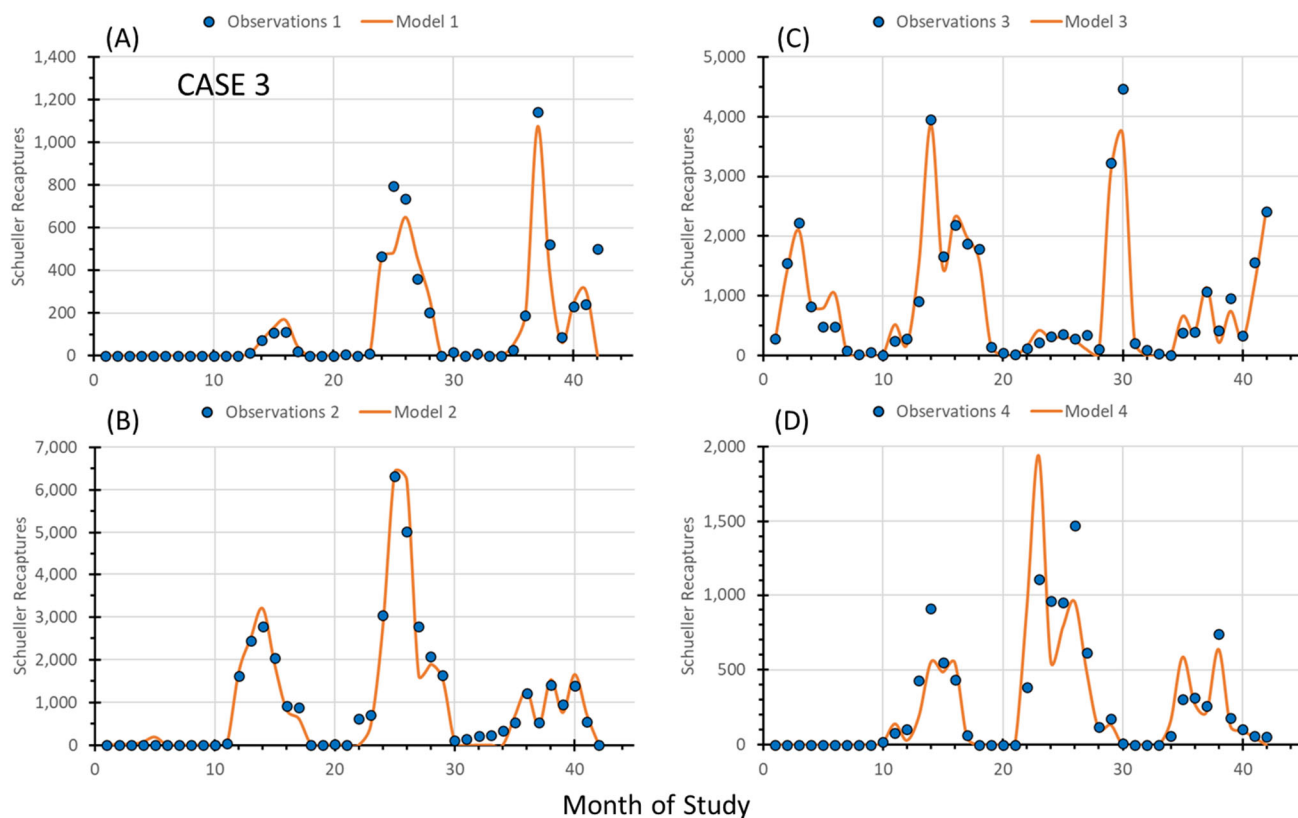 Observations 1 Model 1
(A)
CASE 3
Schueller Recaptures
1,400
1,200
1,000
800
600
400
200
0
0 10 20 30 40
Observations 3 Model 3
(C)
Schueller Recaptures
5,000
4,000
3,000
2,000
1,000
0
0 10 20 30 40
Observations 2 Model 2
(B)
Schueller Recaptures
7,000
6,000
5,000
4,000
3,000
2,000
1,000
0
0 10 20 30 40
Observations 4 Model 4
(D)
Schueller Recaptures
2,000
1,500
1,000
500
0
0 10 20 30 40
Month of Study